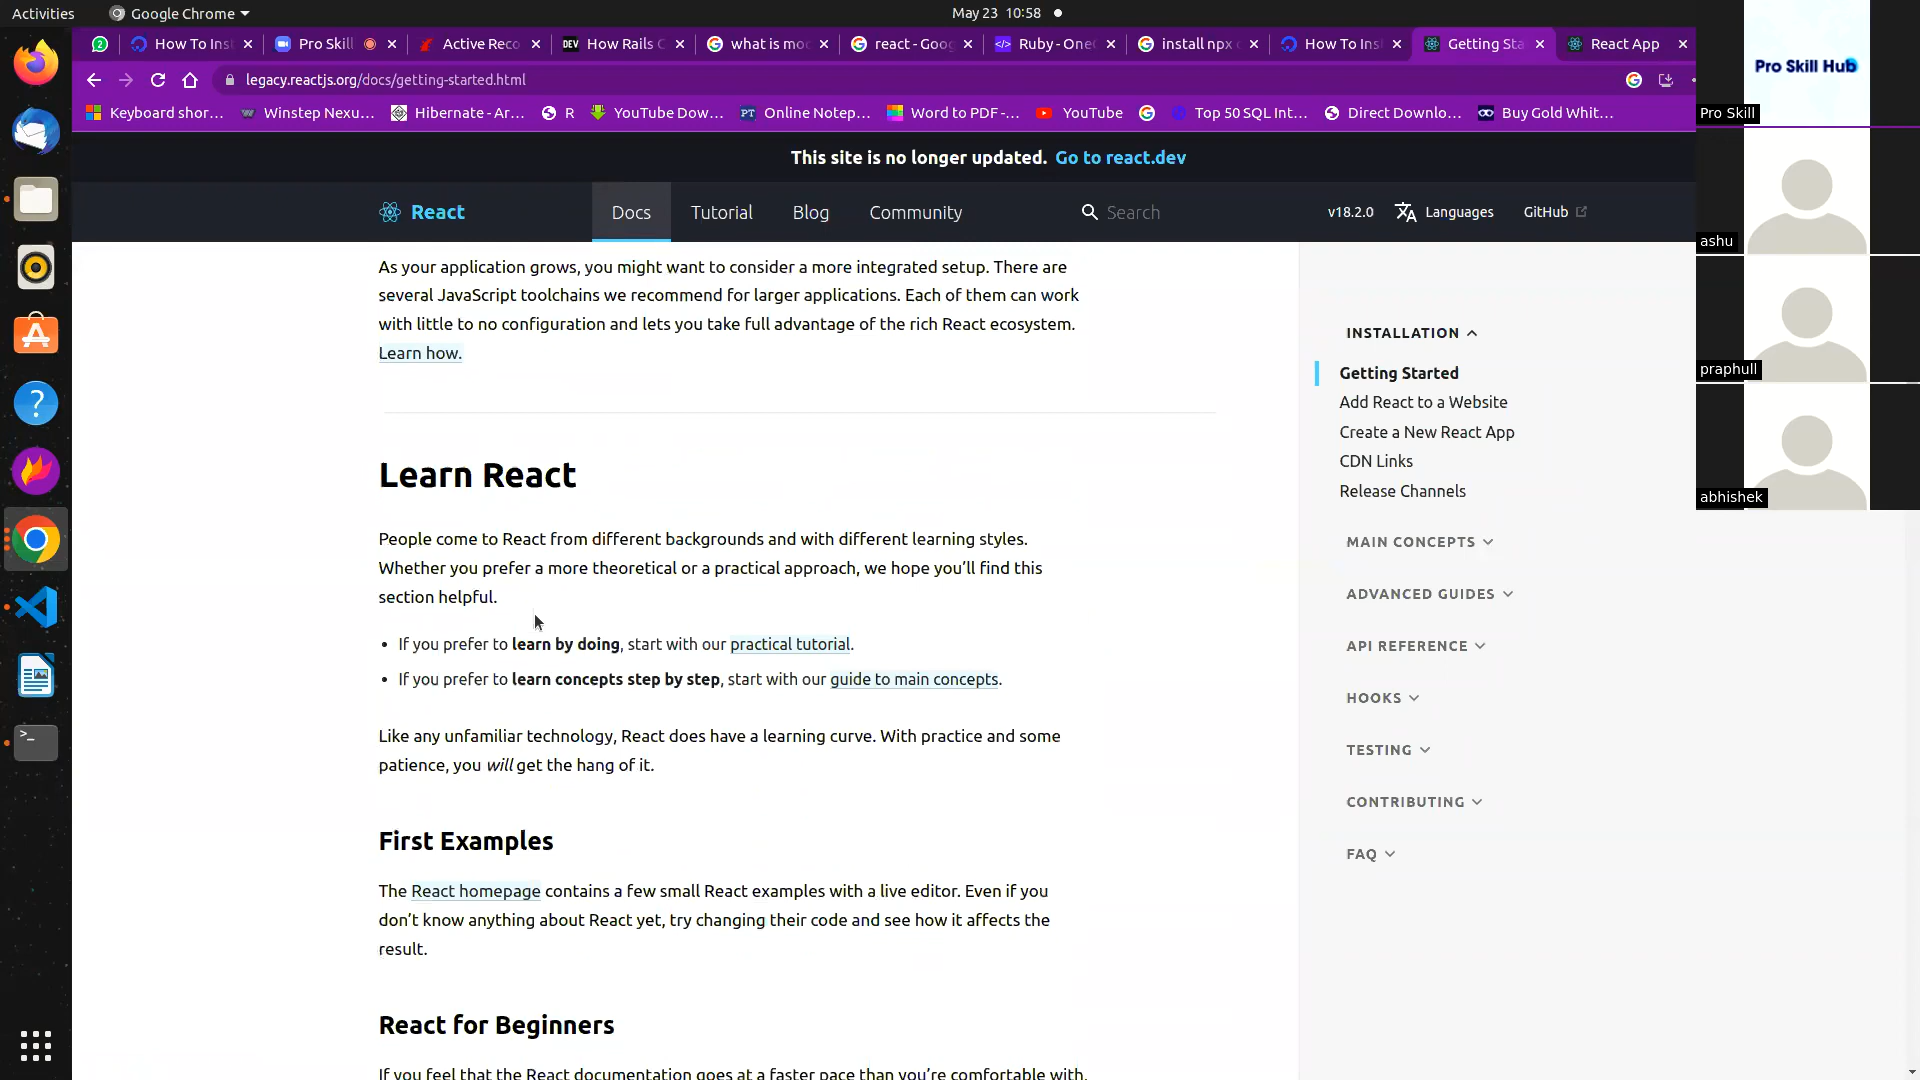 Activities
Google Chrome
May 23 10:58
How To Ins
Pro Skill
Active Reco
DEV
How Rails C
what is mo
react - Goog
Ruby - One
install npx
How To Ins
Getting Sta
React App
legacy.reactjs.org/docs/getting-started.html
Keyboard shor...
Winstep Nexu...
Hibernate - Ar...
R
YouTube Dow...
PT
Online Notep...
Word to PDF -...
YouTube
Top 50 SQL Int...
Direct Downlo...
Buy Gold Whit...
This site is no longer updated. Go to react.dev
React
Docs
Tutorial
Blog
Community
Search
v18.2.0
Languages
GitHub
As your application grows, you might want to consider a more integrated setup. There are
several JavaScript toolchains we recommend for larger applications. Each of them can work
with little to no configuration and lets you take full advantage of the rich React ecosystem.
Learn how.
Learn React
People come to React from different backgrounds and with different learning styles.
Whether you prefer a more theoretical or a practical approach, we hope you’ll find this
section helpful.
• If you prefer to learn by doing, start with our practical tutorial.
• If you prefer to learn concepts step by step, start with our guide to main concepts.
Like any unfamiliar technology, React does have a learning curve. With practice and some
patience, you will get the hang of it.
First Examples
The React homepage contains a few small React examples with a live editor. Even if you
don’t know anything about React yet, try changing their code and see how it affects the
result.
React for Beginners
If you feel that the React documentation goes at a faster pace than you’re comfortable with,
INSTALLATION
Getting Started
Add React to a Website
Create a New React App
CDN Links
Release Channels
MAIN CONCEPTS
ADVANCED GUIDES
API REFERENCE
HOOKS
TESTING
CONTRIBUTING
FAQ
Pro Skill Hub
Pro Skill
ashu
praphull
abhishek